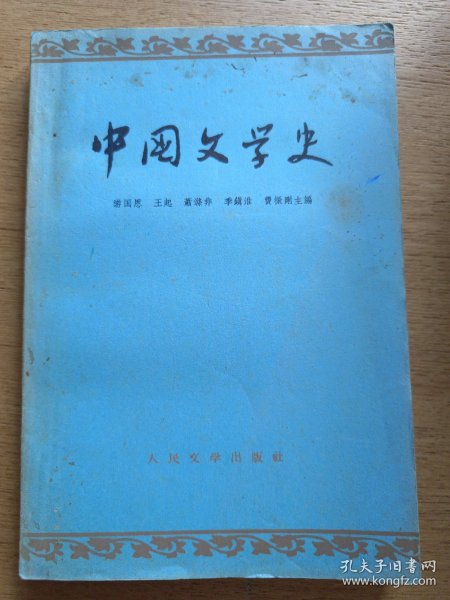 中国文学史
游国恩 王起 萧涤非 季镇淮 费振刚主编
人民文学出版社
孔夫子旧书网
www.kongfz.com